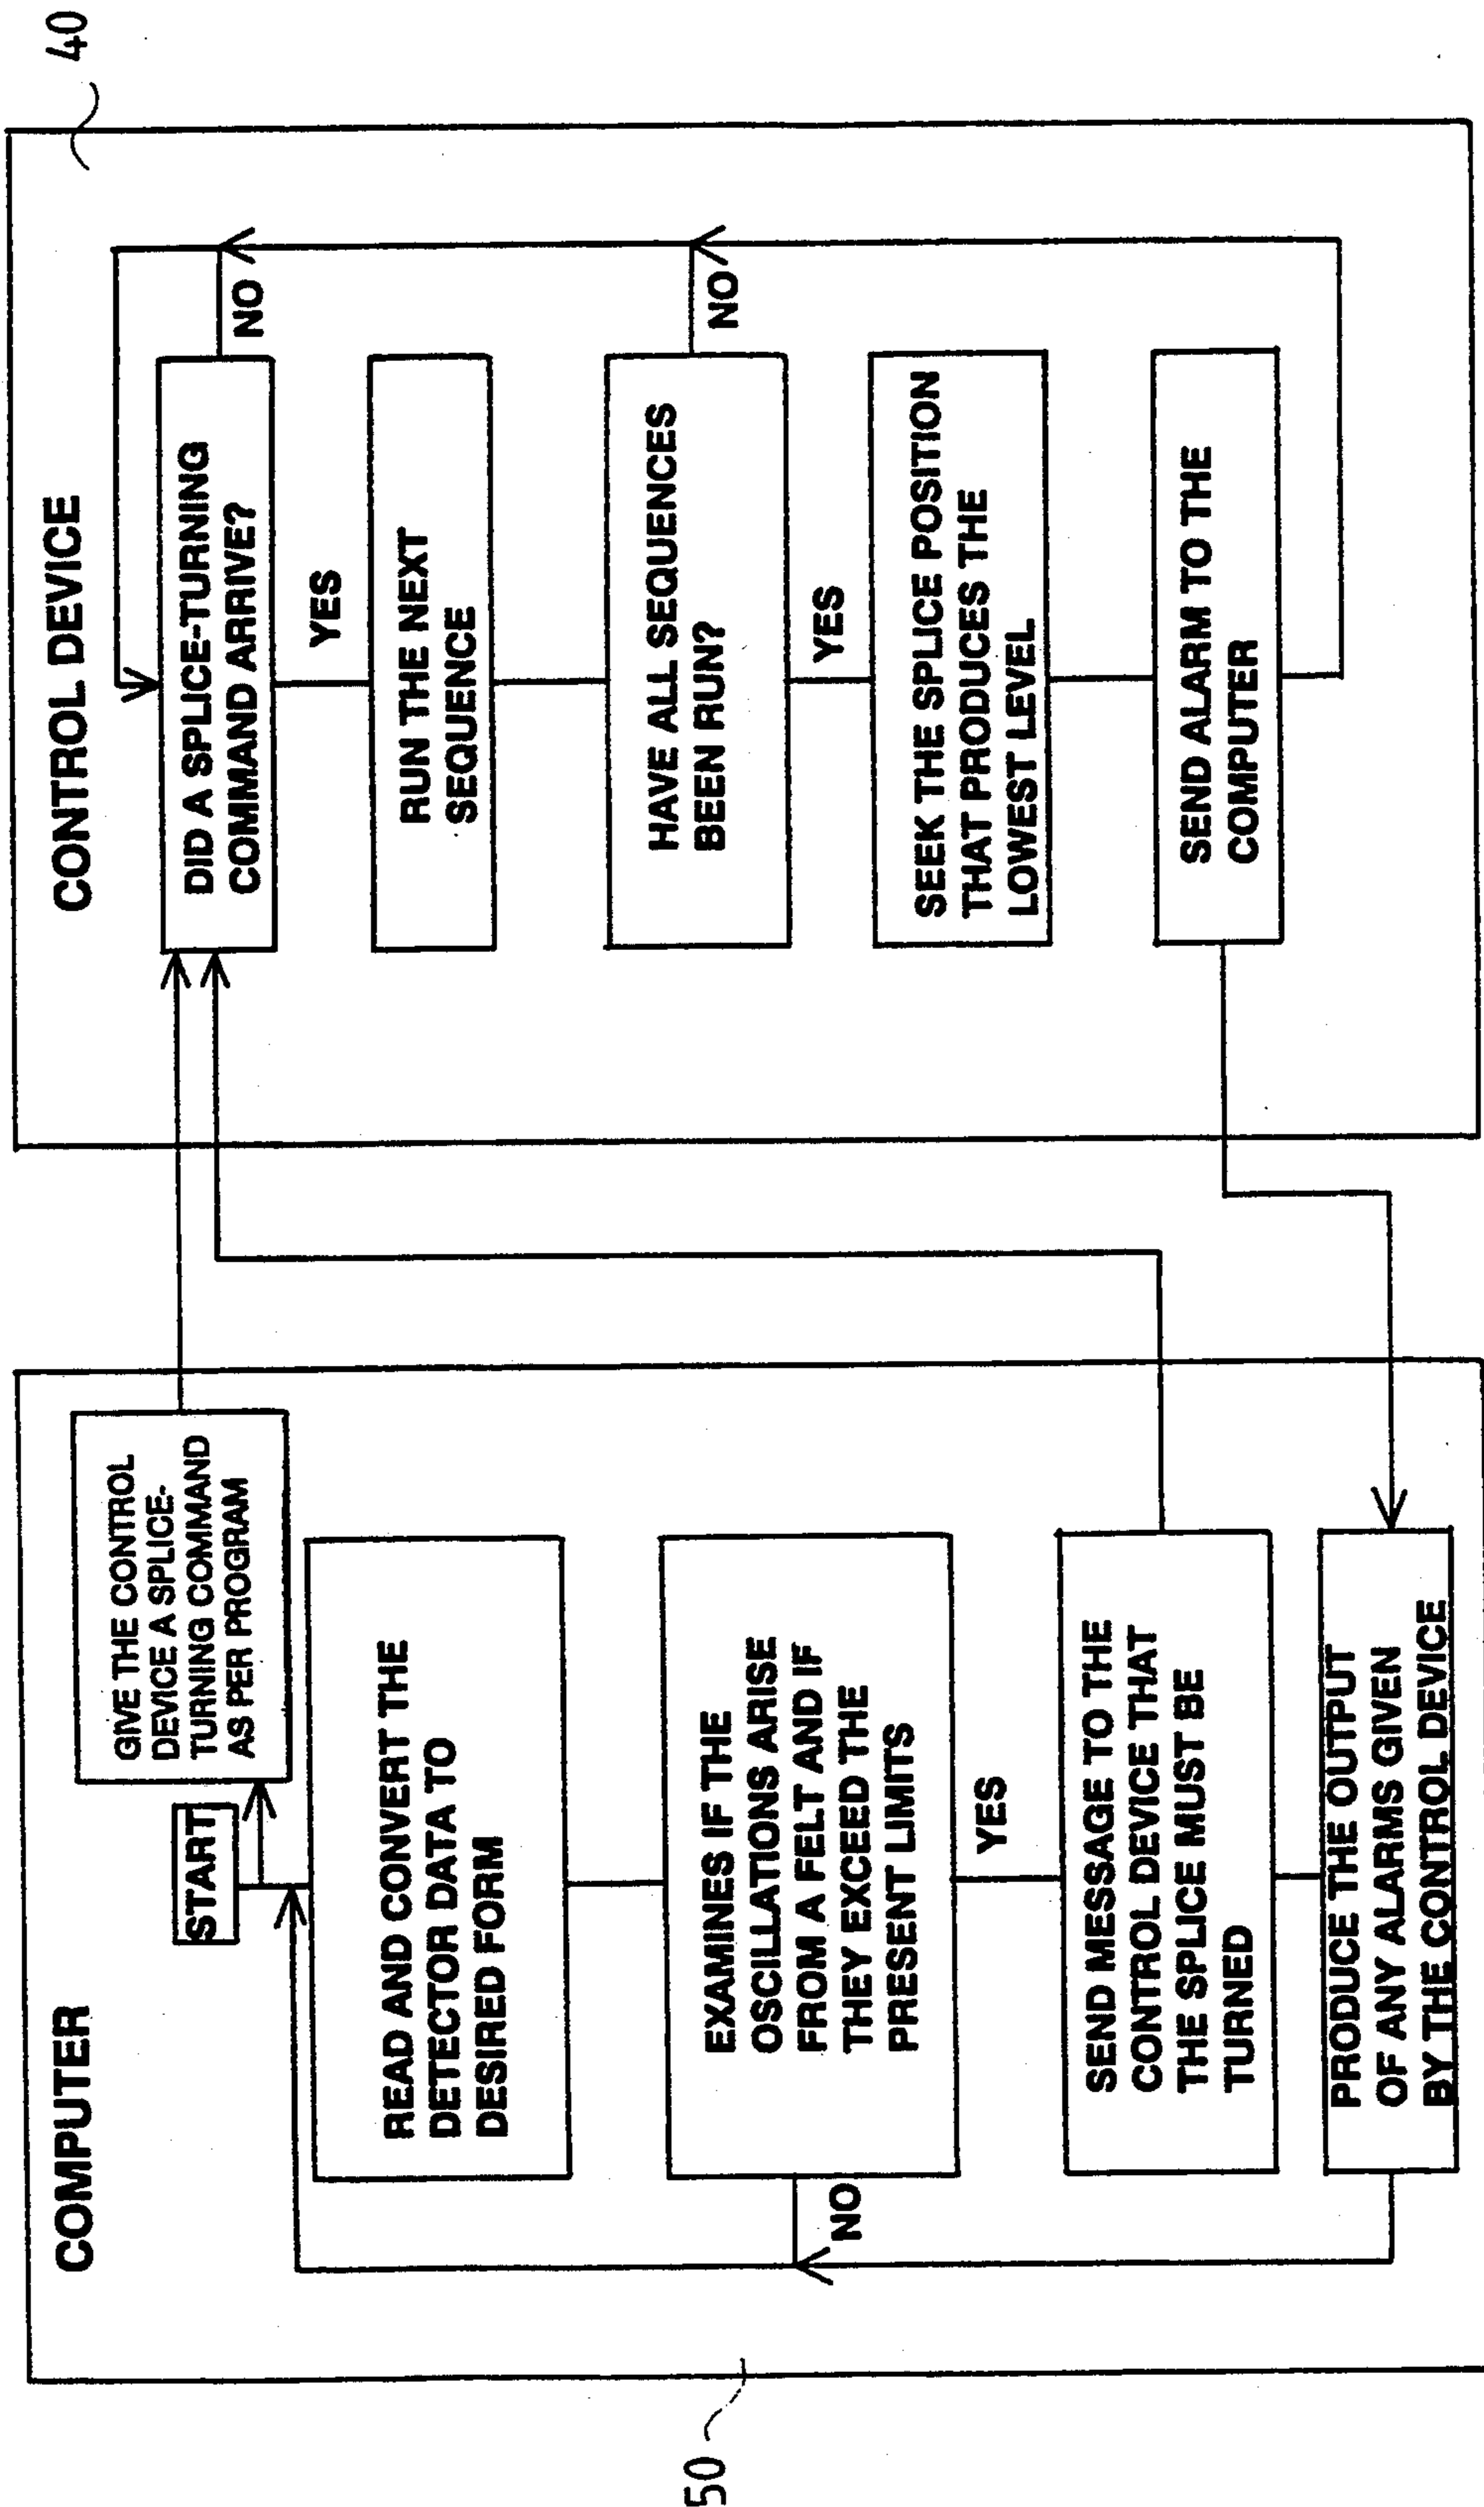 COMPUTER
START
GIVE THE CONTROL
DEVICE A SPLICE-
TURNING COMMAND
AS PER PROGRAM
READ AND CONVERT THE
DETECTOR DATA TO
DESIRED FORM
EXAMINES IF THE
OSCILLATIONS ARISE
FROM A FELT AND IF
THEY EXCEED THE
PRESENT LIMITS
NO
YES
SEND MESSAGE TO THE
CONTROL DEVICE THAT
THE SPLICE MUST BE
TURNED
PRODUCE THE OUTPUT
OF ANY ALARMS GIVEN
BY THE CONTROL DEVICE
50
CONTROL DEVICE
40
DID A SPLICE-TURNING
COMMAND ARRIVE?
NO
YES
RUN THE NEXT
SEQUENCE
HAVE ALL SEQUENCES
BEEN RUN?
NO
YES
SEEK THE SPLICE POSITION
THAT PRODUCES THE
LOWEST LEVEL
SEND ALARM TO THE
COMPUTER